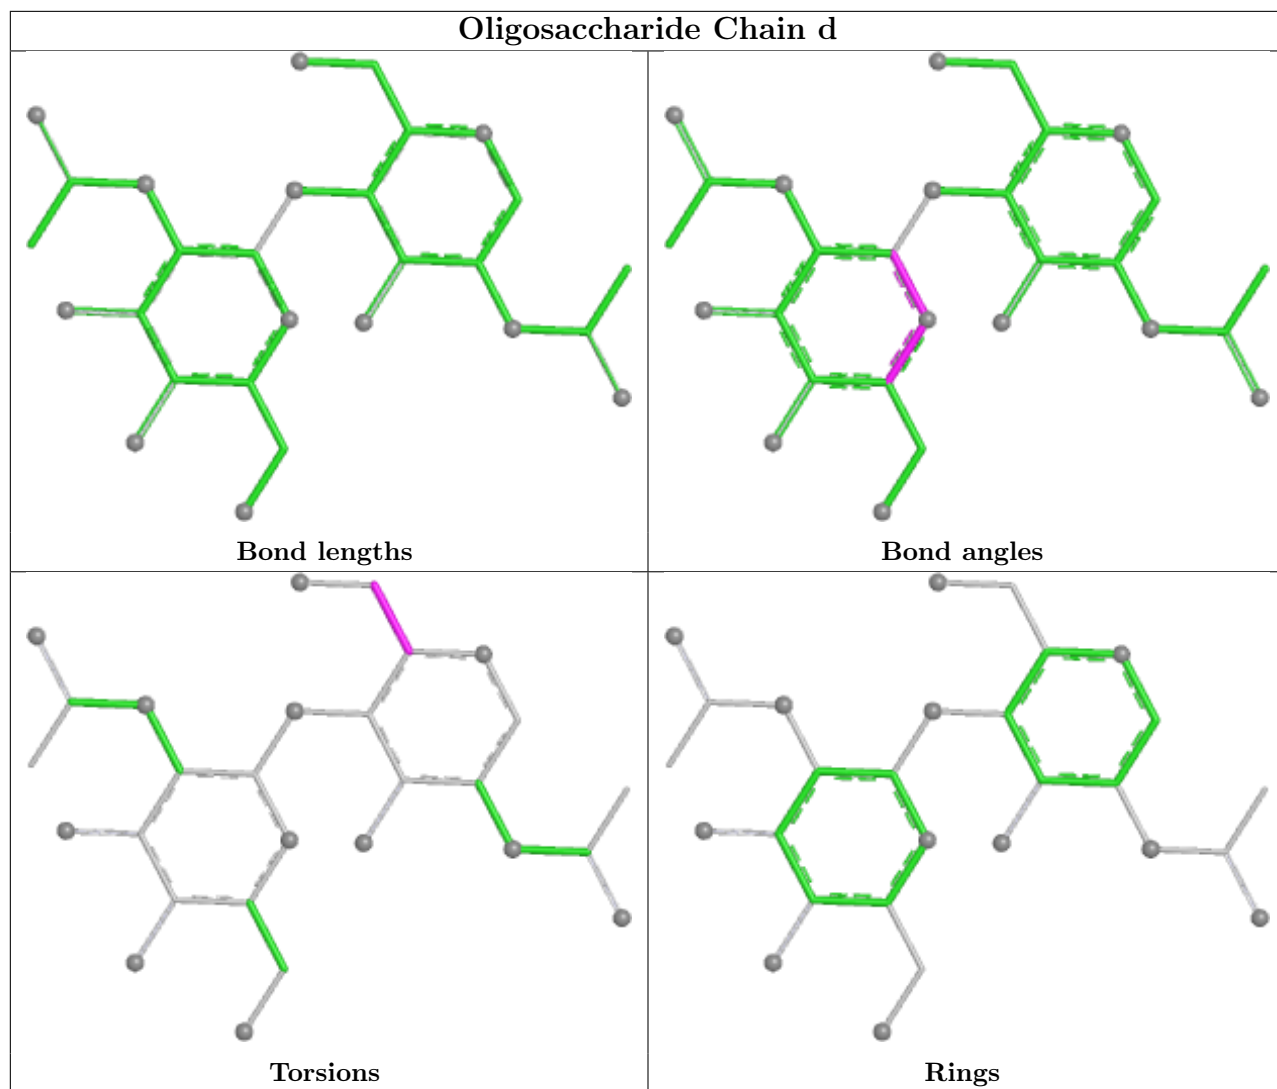 Oligosaccharide Chain d
Bond lengths
Bond angles
Torsions
Rings